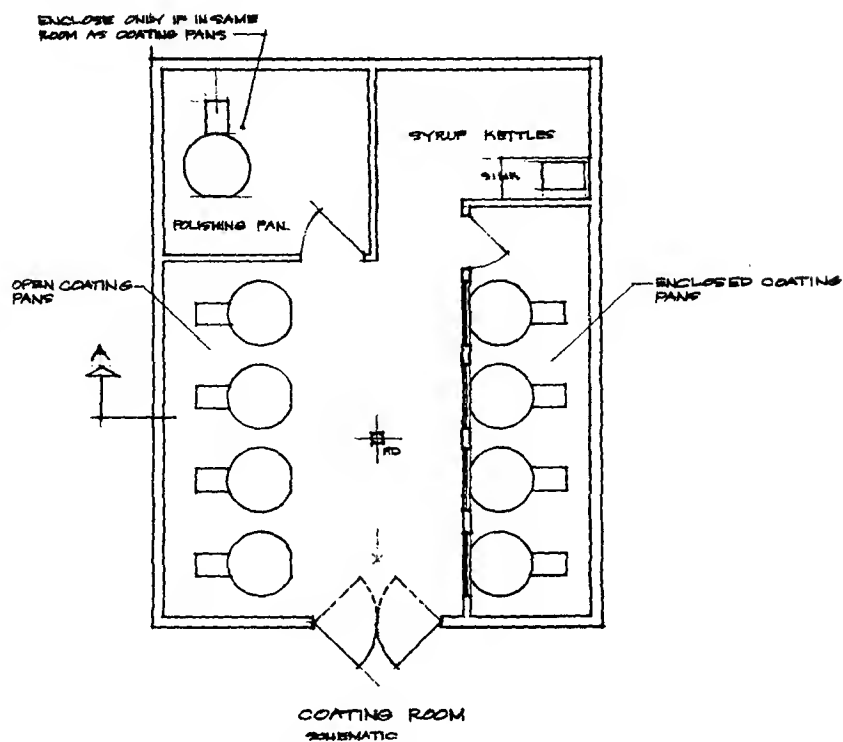 ENCLOSE ONLY IF IN SAME
ROOM AS COATING PANS
SYRUP KETTLES
SINK
POLISHING PAN.
OPEN COATING
PANS
ENCLOSED COATING
PANS
A
COATING ROOM
SCHEMATIC